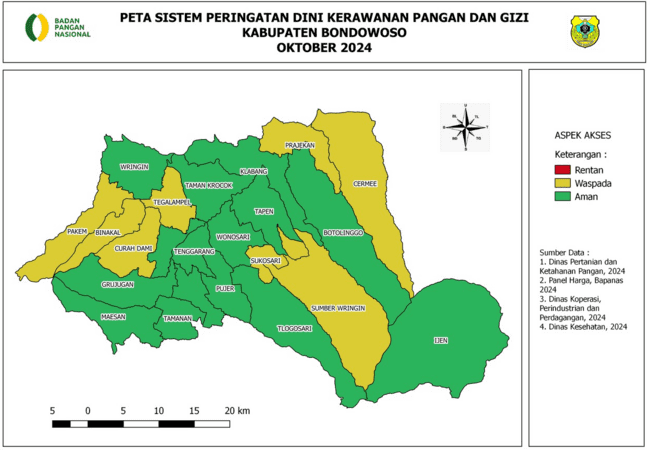 BADAN
PANGAN
NASIONAL
PETA SISTEM PERINGATAN DINI KERAWANAN PANGAN DAN GIZI
KABUPATEN BONDOWOSO
OKTOBER 2024
U
BL
TL
B
T
BD
TG
S
PRAJEKAN
WRINGIN
KLABANG
TAMAN KROCOK
CERMEE
TEGALAMPEL
TAPEN
PAKEM
BINAKAL
BOTOLINGGO
WONOSARI
CURAH DAMI
TENGGARANG
SUKOSARI
GRUJUGAN
PUJER
SUMBER WRINGIN
MAESAN
TAMANAN
TLOGOSARI
IJEN
5 0 5 10 15 20 km
ASPEK AKSES
Keterangan :
Rentan
Waspada
Aman
Sumber Data :
1. Dinas Pertanian dan
Ketahanan Pangan, 2024
2. Panel Harga, Bapanas
2024
3. Dinas Koperasi,
Perindustrian dan
Perdagangan, 2024
4. Dinas Kesehatan, 2024